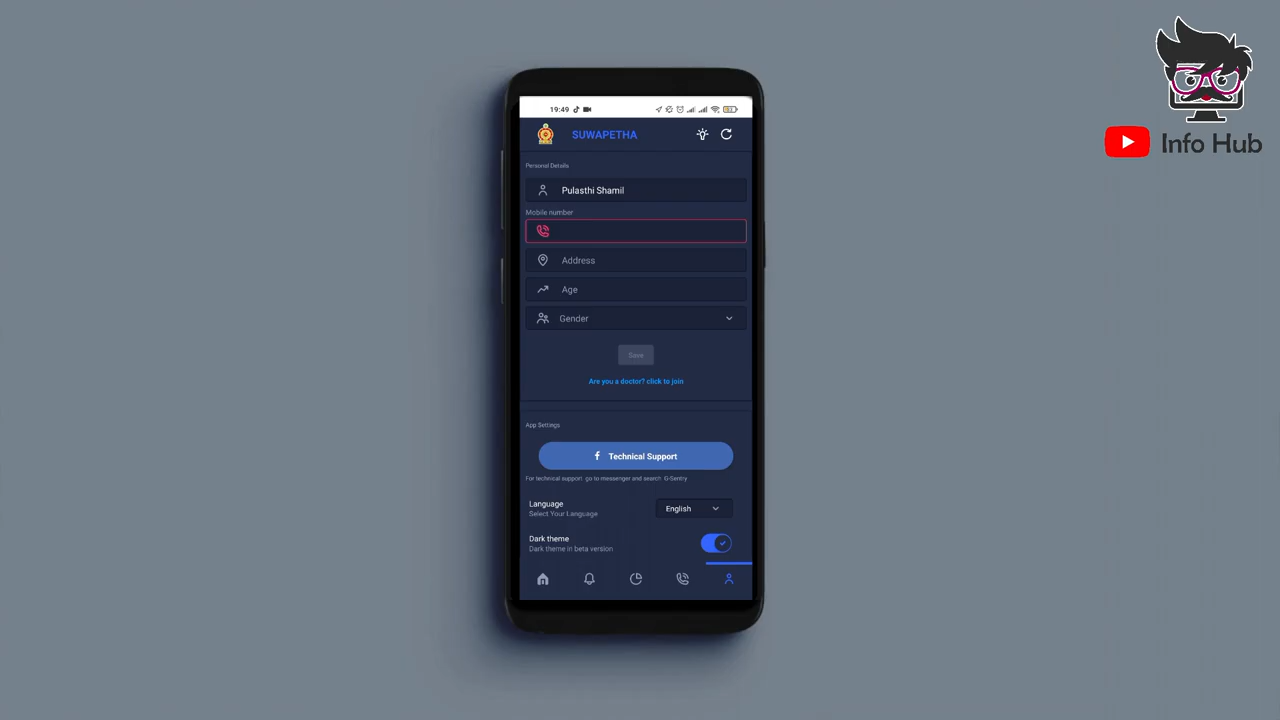 Info Hub
19:49
SUWAPETHA
Personal Details
Pulasthi Shamil
Mobile number
Address
Age
Gender
Save
Are you a doctor? click to join
App Settings
f Technical Support
For technical support go to messenger and search G-Sentry
Language
Select Your Language
English
Dark theme
Dark theme in beta version